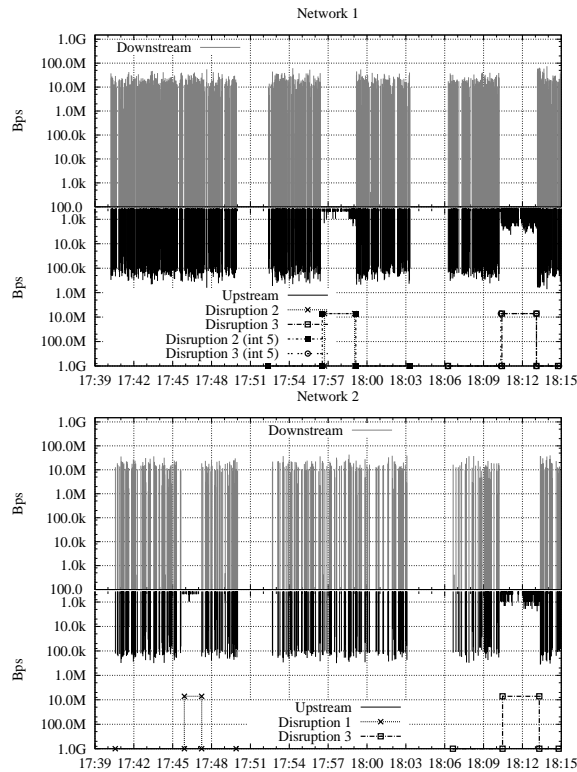 Network 1
1.0G
Downstream
100.0M
10.0M
1.0M
100.0k
10.0k
1.0k
100.0
Bps
1.0k
10.0k
100.0k
1.0M
10.0M
100.0M
1.0G
Bps
Upstream
Disruption 2
Disruption 3
Disruption 2 (int 5)
Disruption 3 (int 5)
17:39 17:42 17:45 17:48 17:51 17:54 17:57 18:00 18:03 18:06 18:09 18:12 18:15
Network 2
1.0G
Downstream
100.0M
10.0M
1.0M
100.0k
10.0k
1.0k
100.0
Bps
1.0k
10.0k
100.0k
1.0M
10.0M
100.0M
1.0G
Bps
Upstream
Disruption 1
Disruption 3
17:39 17:42 17:45 17:48 17:51 17:54 17:57 18:00 18:03 18:06 18:09 18:12 18:15